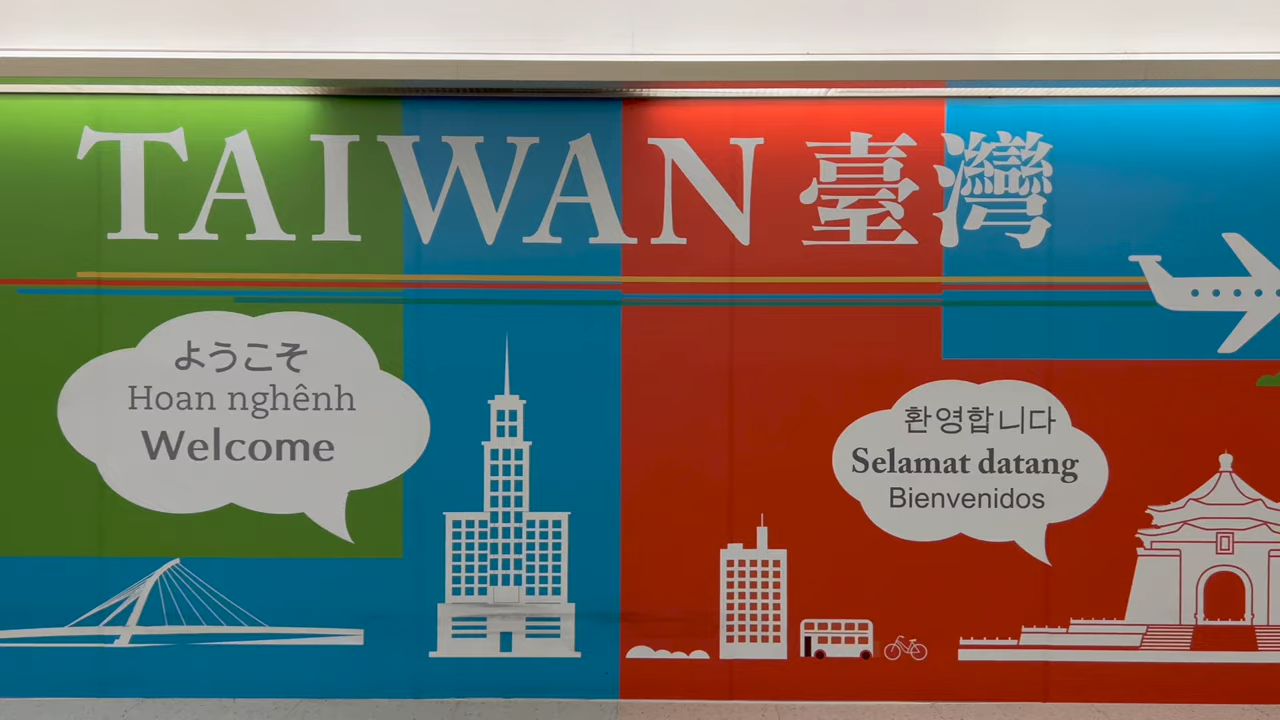 TAIWAN 臺灣
ようこそ
Hoan nghênh
Welcome
환영합니다
Selamat datang
Bienvenidos